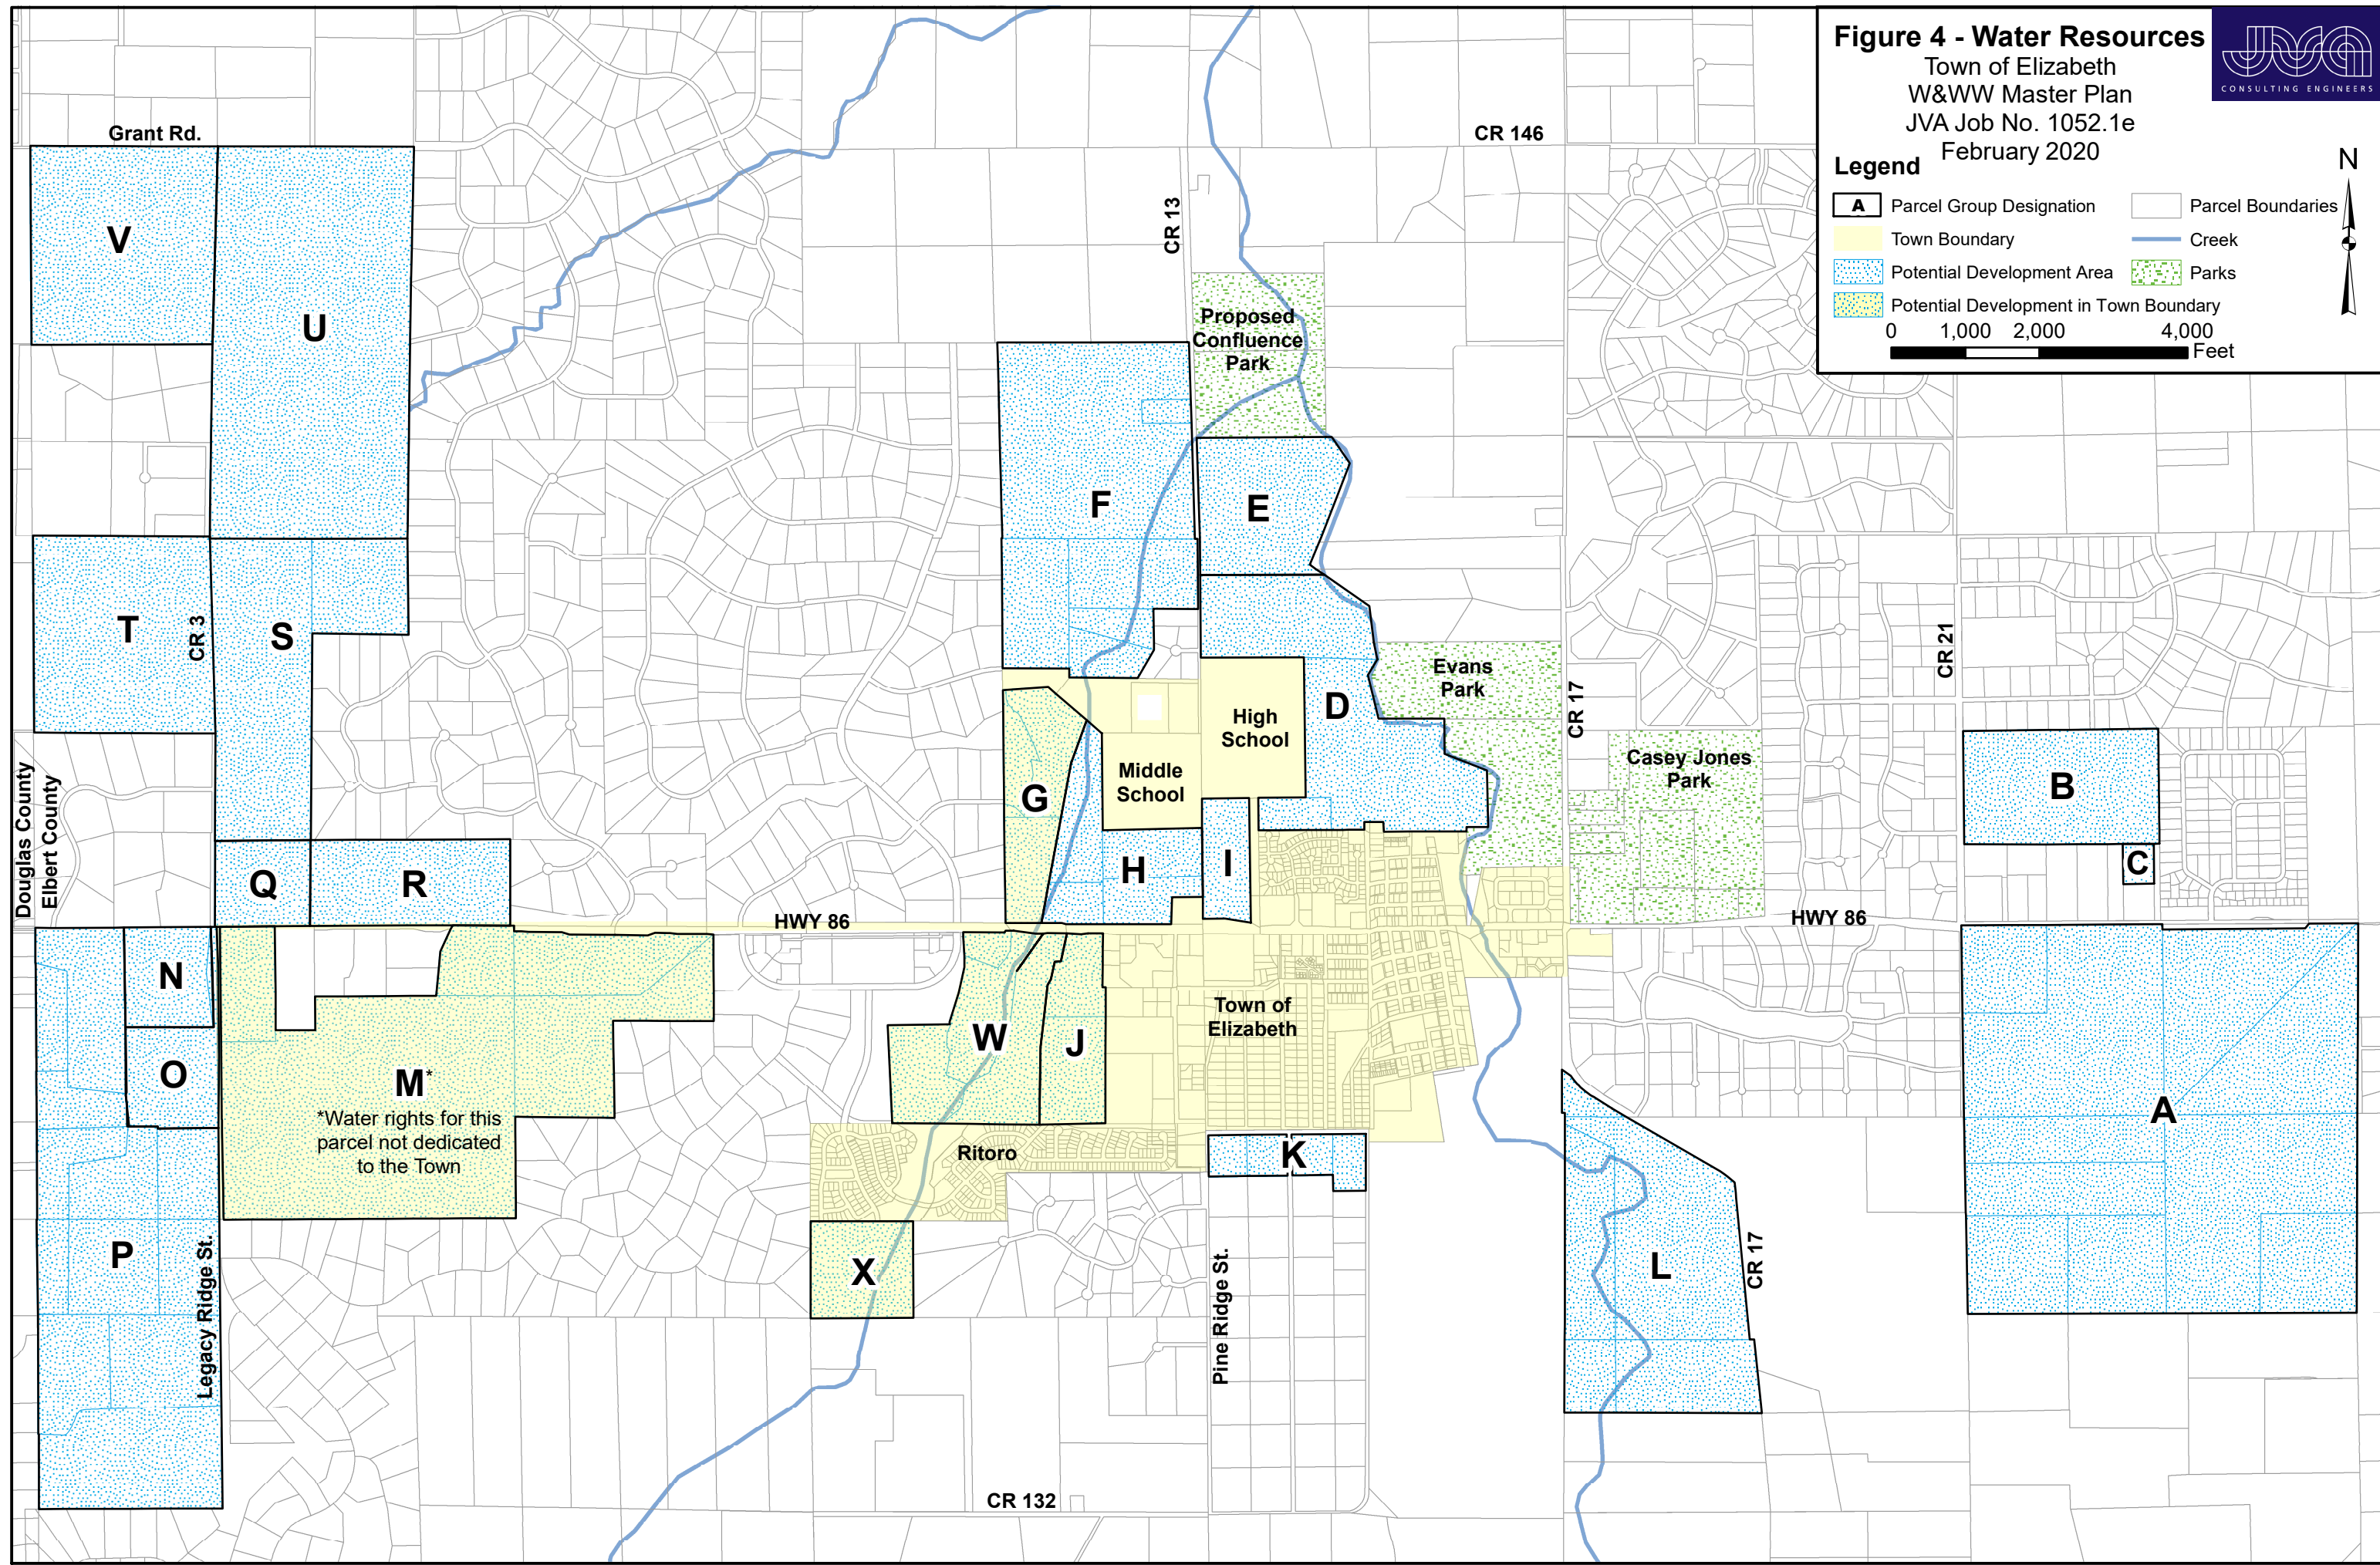 Figure 4 - Water Resources
Town of Elizabeth
W&WW Master Plan
JVA Job No. 1052.1e
February 2020
JVA
CONSULTING ENGINEERS
Legend
N
A Parcel Group Designation
Parcel Boundaries
Town Boundary
Creek
Potential Development Area
Parks
Potential Development in Town Boundary
0 1,000 2,000 4,000
Feet
Grant Rd.
CR 146
CR 13
V
U
Proposed
Confluence
Park
F
E
T
CR 3
S
CR 21
Evans
Park
D
CR 17
High
School
Middle
School
Casey Jones
Park
B
G
Douglas County
Elbert County
Q
R
H
I
C
HWY 86
HWY 86
N
O
M*
*Water rights for this
parcel not dedicated
to the Town
W
J
Town of
Elizabeth
A
Ritoro
K
P
Legacy Ridge St.
X
Pine Ridge St.
L
CR 17
CR 132